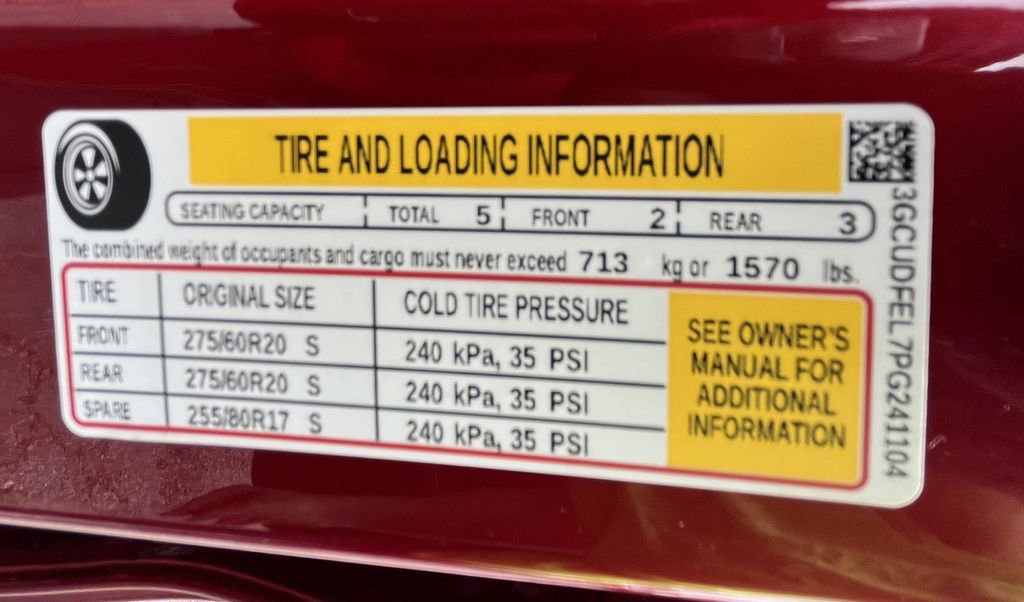 TIRE AND LOADING INFORMATION
SEATING CAPACITY TOTAL 5 FRONT 2 REAR 3
The combined weight of occupants and cargo must never exceed 713 kg or 1570 lbs.
TIRE ORIGINAL SIZE COLD TIRE PRESSURE
FRONT 275/60R20 S 240 kPa, 35 PSI
REAR 275/60R20 S 240 kPa, 35 PSI
SPARE 255/80R17 S 240 kPa, 35 PSI
SEE OWNER'S
MANUAL FOR
ADDITIONAL
INFORMATION
3GCUDFEL7PG241104